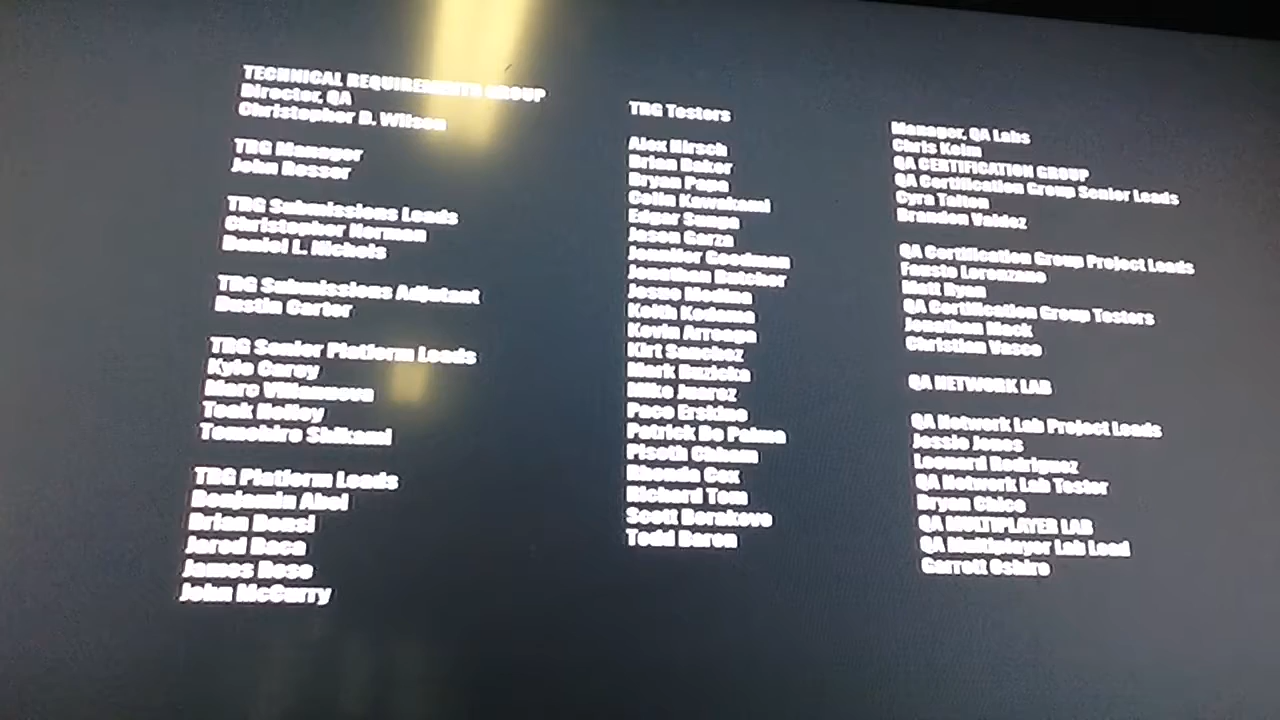 TECHNICAL REQUIREMENTS GROUP
Director, QA
Christopher D. Wilson
TRG Manager
John Rosser
TRG Submissions Leads
Christopher Norman
Daniel L. Nichols
TRG Submissions Adjutant
Dustin Carter
TRG Senior Platform Leads
Kyle Carey
Marc Villanueva
Teak Holley
Tomohiro Shikami
TRG Platform Leads
Benjamin Abel
Brian
Jared Baca
James Rose
John McCurry
TRG Testers
Alex Hirsch
Brian Baker
Bryan Papa
Colin Kawakami
Edgar
Jason Garza
Jennifer Goodman
Jonathan Butcher
Jesse Medina
Keith Kodama
Kevin Arreaga
Kirt Sanchez
Mark Ruzicka
Mike Juarez
Pace Erskine
Patrick De Palma
Piseth Chham
Rhonda Cox
Richard Tom
Scott Borakove
Todd Baron
Manager, QA Labs
Chris Keim
QA CERTIFICATION GROUP
QA Certification Group Senior Leads
Cyra Talton
Brandon Valdez
QA Certification Group Project Leads
Fausto Lorenzano
Matt Ryan
QA Certification Group Testers
Jonathan Mack
Christian Vasco
QA NETWORK LAB
QA Network Lab Project Leads
Jessie Jones
Leonard Rodriguez
QA Network Lab Tester
Bryan Chice
QA MULTIPLAYER LAB
QA Multiplayer Lab Lead
Garrett Oshiro